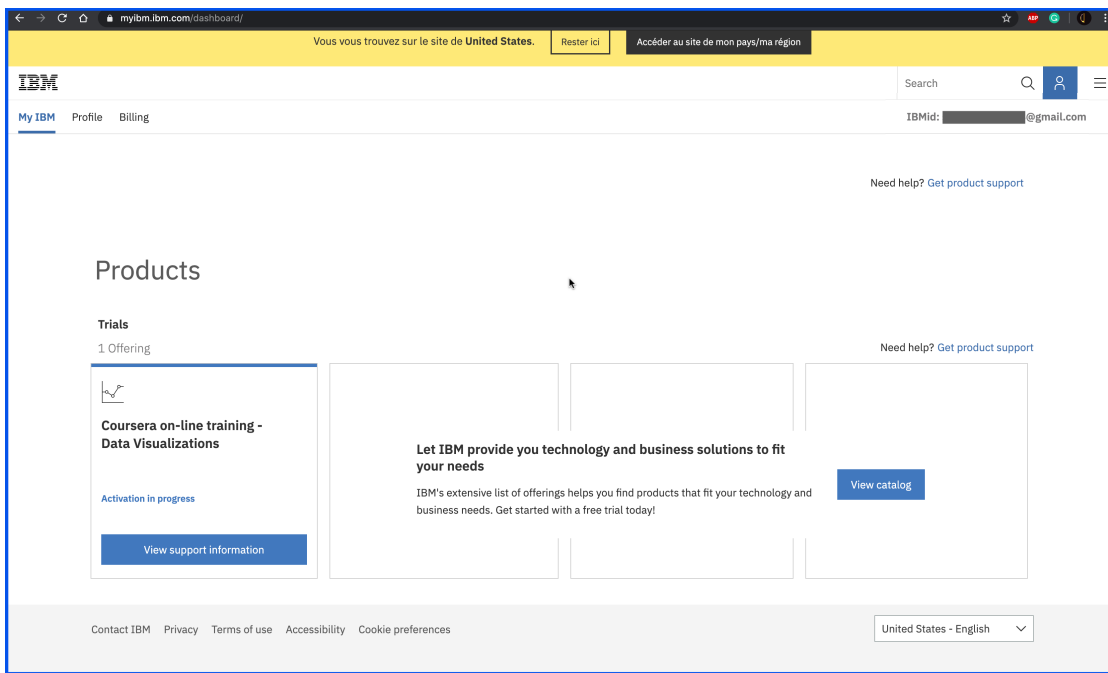 myibm.ibm.com/dashboard/
ABP
Vous vous trouvez sur le site de United States. Rester ici Accéder au site de mon pays/ma région
IBM Search
My IBM Profile Billing IBMid: @gmail.com
Need help? Get product support
Products
Trials
1 Offering Need help? Get product support
Coursera on-line training -
Data Visualizations
Activation in progress
View support information
Let IBM provide you technology and business solutions to fit
your needs
IBM's extensive list of offerings helps you find products that fit your technology and
business needs. Get started with a free trial today!
View catalog
Contact IBM Privacy Terms of use Accessibility Cookie preferences United States - English